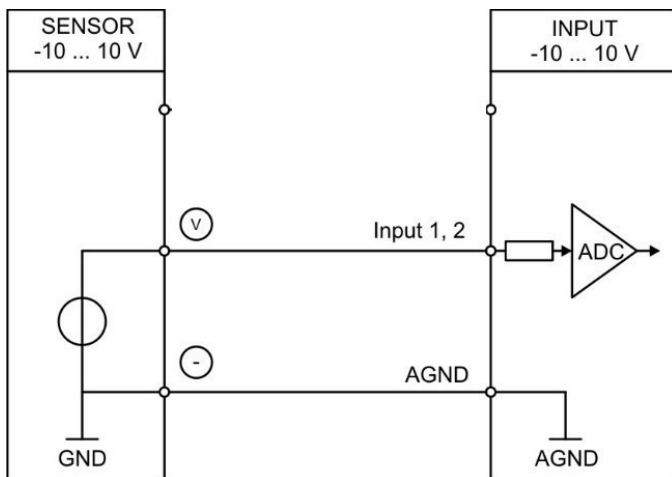 SENSOR
-10 ... 10 V
INPUT
-10 ... 10 V
V
Input 1, 2
ADC
-
AGND
GND
AGND